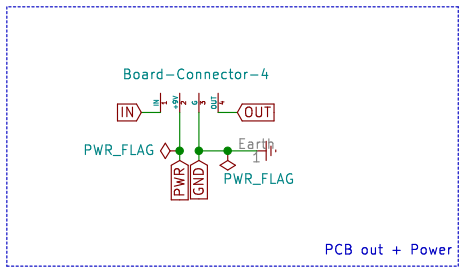 Board-Connector-4
IN
+9V
G
OUT
1
2
3
4
IN
OUT
Earth
1
PWR_FLAG
PWR
GND
PWR_FLAG
PCB out + Power